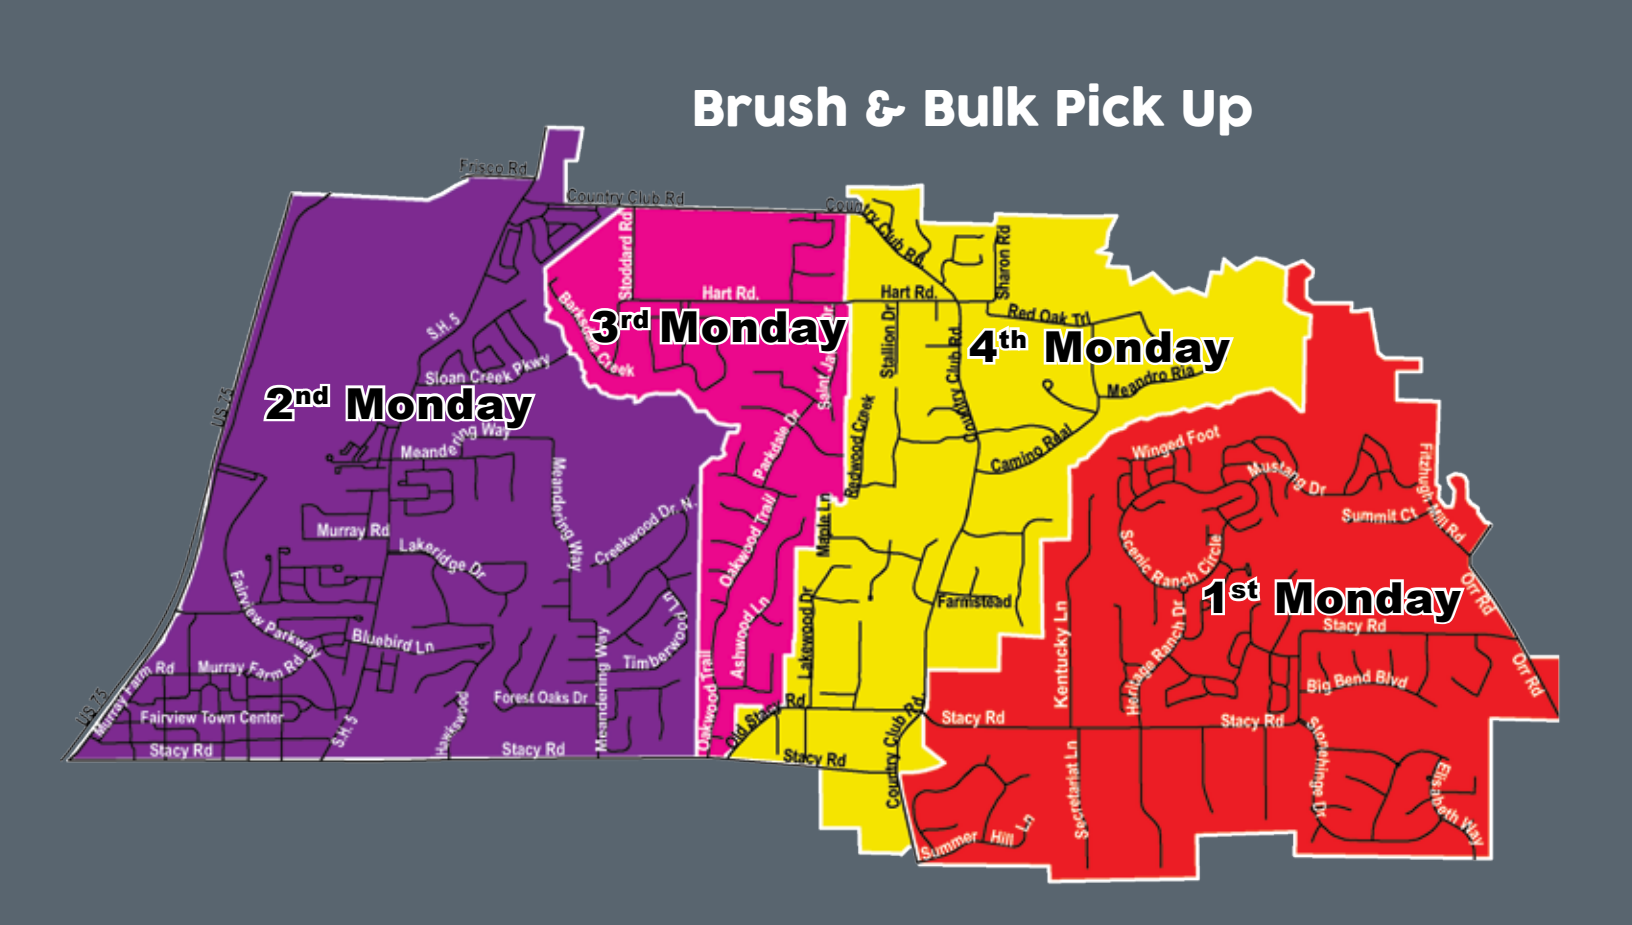 Brush & Bulk Pick Up
Frisco Rd
Country Club Rd
Country Club Rd
Stoddard Rd
Sharon Rd
Hart Rd.
Hart Rd.
Barksdale Creek
3rd Monday
Red Oak Trl
4th Monday
S.H. 5
Stallion Dr
Country Club Rd
Sloan Creek Pkwy
Meandro Ria
US 75
2nd Monday
Parkdale Dr
Redwood Creek
Camino Real
Winged Foot
Mustang Dr
Fitzhugh Mill Rd
Meandering Way
Meandering Way
Creekwood Dr. N.
Oakwood Trail
Maple Ln
Summit Ct
Murray Rd
Lakeridge Dr
Scenic Ranch Circle
Orr Rd
1st Monday
Farmstead
Fairview Parkway
Timberwood Ln
Ashwood Ln
Lakewood Dr
Kentucky Ln
Heritage Ranch Dr
Stacy Rd
Bluebird Ln
Murray Farm Rd
Murray Farm Rd
Meandering Way
Oakwood Trail
Big Bend Blvd
Orr Rd
US 75
Forest Oaks Dr
Hawkswood
Fairview Town Center
S.H. 5
Old Stacy Rd
Country Club Rd
Stacy Rd
Stacy Rd
Stacy Rd
Stacy Rd
Stacy Rd
Secretariat Ln
Stonehinge Dr
Elisabeth Way
Summer Hill Ln